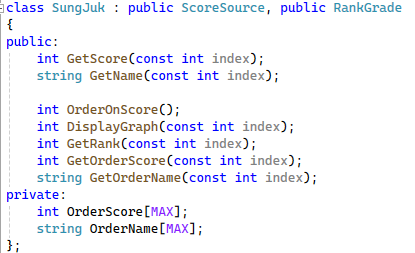 class SungJuk : public ScoreSource, public RankGrade
{
public:
    int GetScore(const int index);
    string GetName(const int index);

    int OrderOnScore();
    int DisplayGraph(const int index);
    int GetRank(const int index);
    int GetOrderScore(const int index);
    string GetOrderName(const int index);
private:
    int OrderScore[MAX];
    string OrderName[MAX];
};